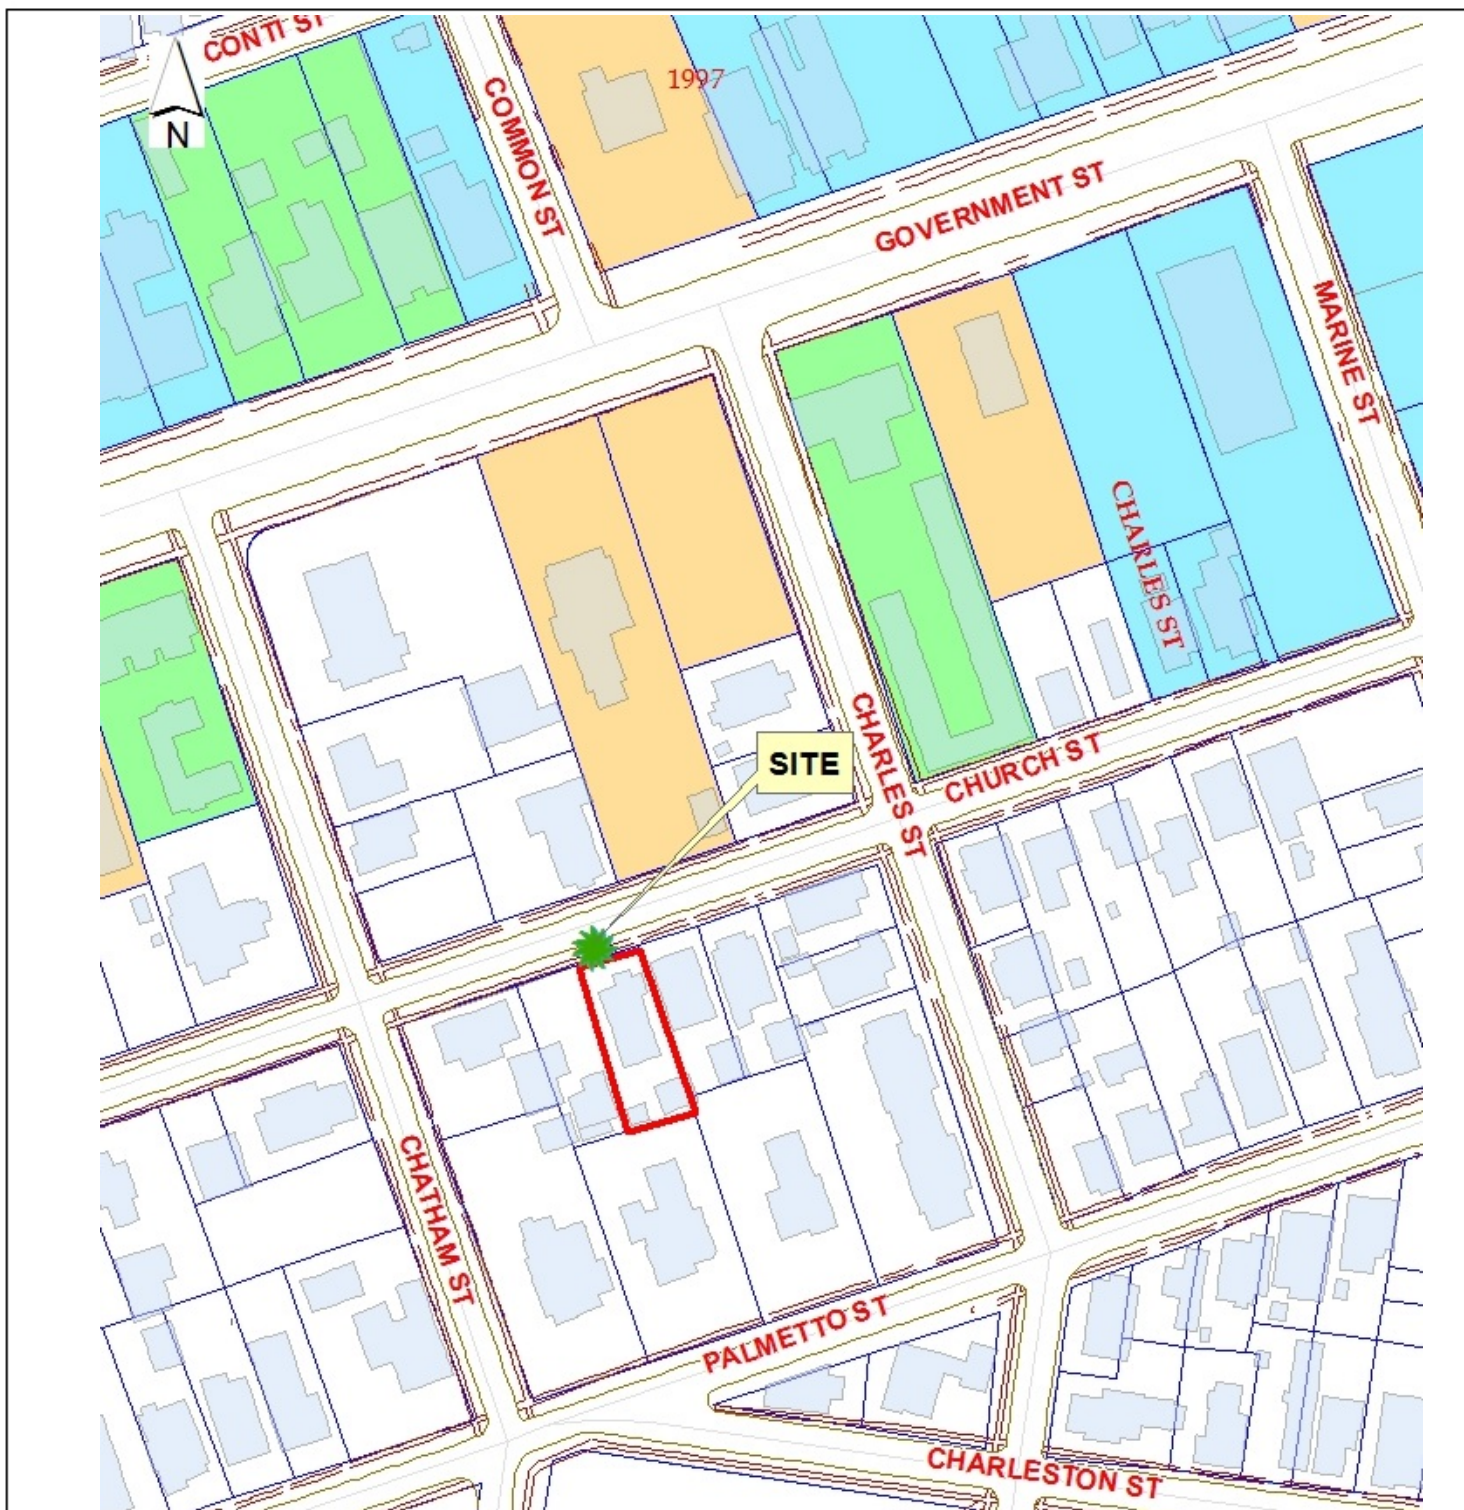 CONTI ST
N
COMMON ST
1997
GOVERNMENT ST
MARINE ST
CHARLES ST
CHARLES ST
CHURCH ST
SITE
CHATHAM ST
PALMETTO ST
CHARLESTON ST